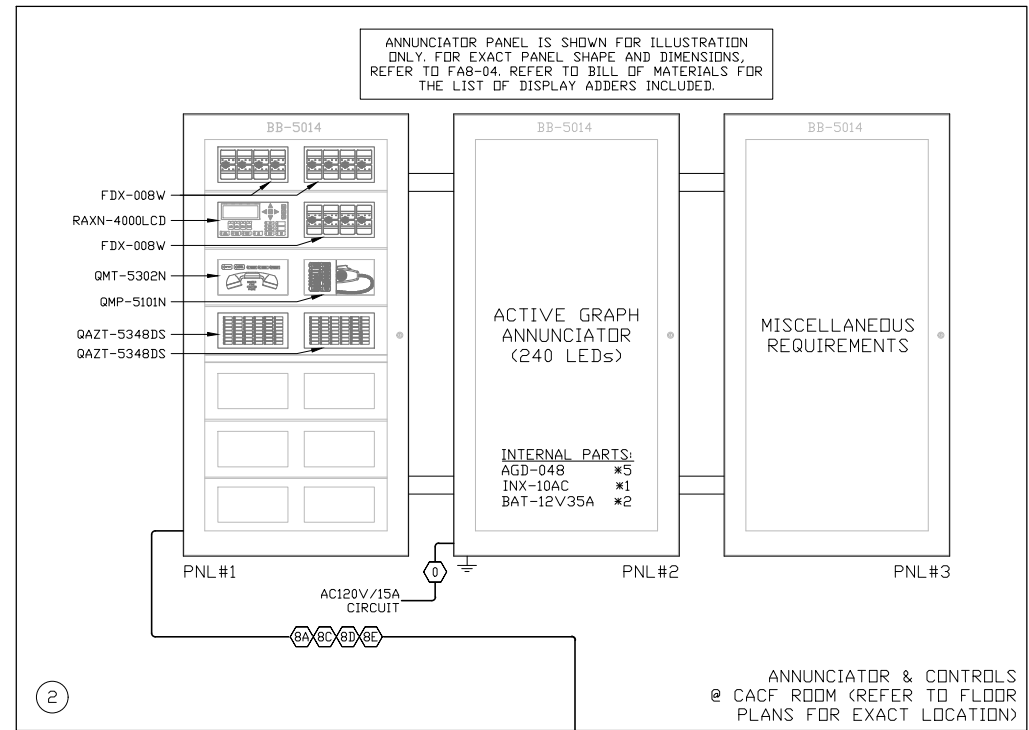 ANNUNCIATOR PANEL IS SHOWN FOR ILLUSTRATION
ONLY. FOR EXACT PANEL SHAPE AND DIMENSIONS,
REFER TO FA8-04. REFER TO BILL OF MATERIALS FOR
THE LIST OF DISPLAY ADDERS INCLUDED.
BB-5014
BB-5014
BB-5014
FDX-008W
RAXN-4000LCD
FDX-008W
QMT-5302N
QMP-5101N
QAZT-5348DS
QAZT-5348DS
ACTIVE GRAPH
ANNUNCIATOR
(240 LEDs)
INTERNAL PARTS:
AGD-048 *5
INX-10AC *1
BAT-12V35A *2
MISCELLANEOUS
REQUIREMENTS
PNL#1
PNL#2
PNL#3
0
AC120V/15A
CIRCUIT
8A 8C 8D 8E
2
ANNUNCIATOR & CONTROLS
@ CACF ROOM (REFER TO FLOOR
PLANS FOR EXACT LOCATION)